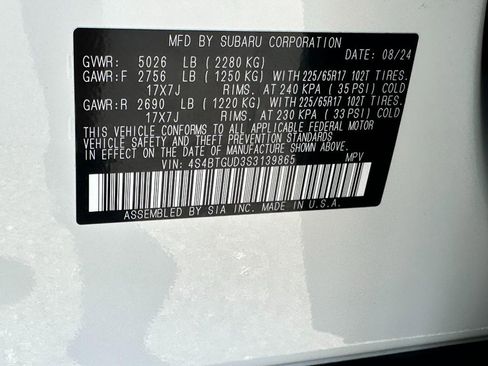 MFD BY SUBARU CORPORATION
GVWR: 5026 LB ( 2280 KG) DATE: 08/24
GAWR:F 2756 LB ( 1250 KG) WITH 225/65R17 102T TIRES.
17X7J RIMS. AT 240 KPA ( 35 PSI) COLD
GAWR:R 2690 LB ( 1220 KG) WITH 225/65R17 102T TIRES.
17X7J RIMS. AT 230 KPA ( 33 PSI) COLD
THIS VEHICLE CONFORMS TO ALL APPLICABLE FEDERAL MOTOR
VEHICLE SAFETY AND THEFT PREVENTION STANDARDS
IN EFFECT ON THE DATE OF MANUFACTURE SHOWN ABOVE.
VIN: 4S4BTGUD3S3139865 MPV
ASSEMBLED BY SIA INC. MADE IN U.S.A.